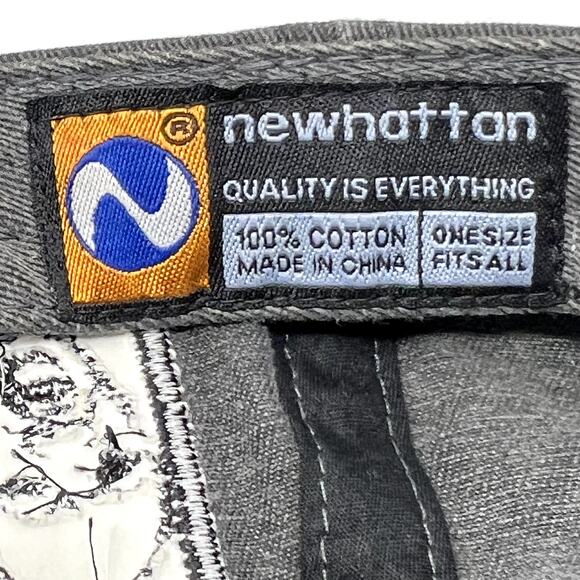 ® newhattan
QUALITY IS EVERYTHING
100% COTTON
MADE IN CHINA
ONE SIZE
FITS ALL